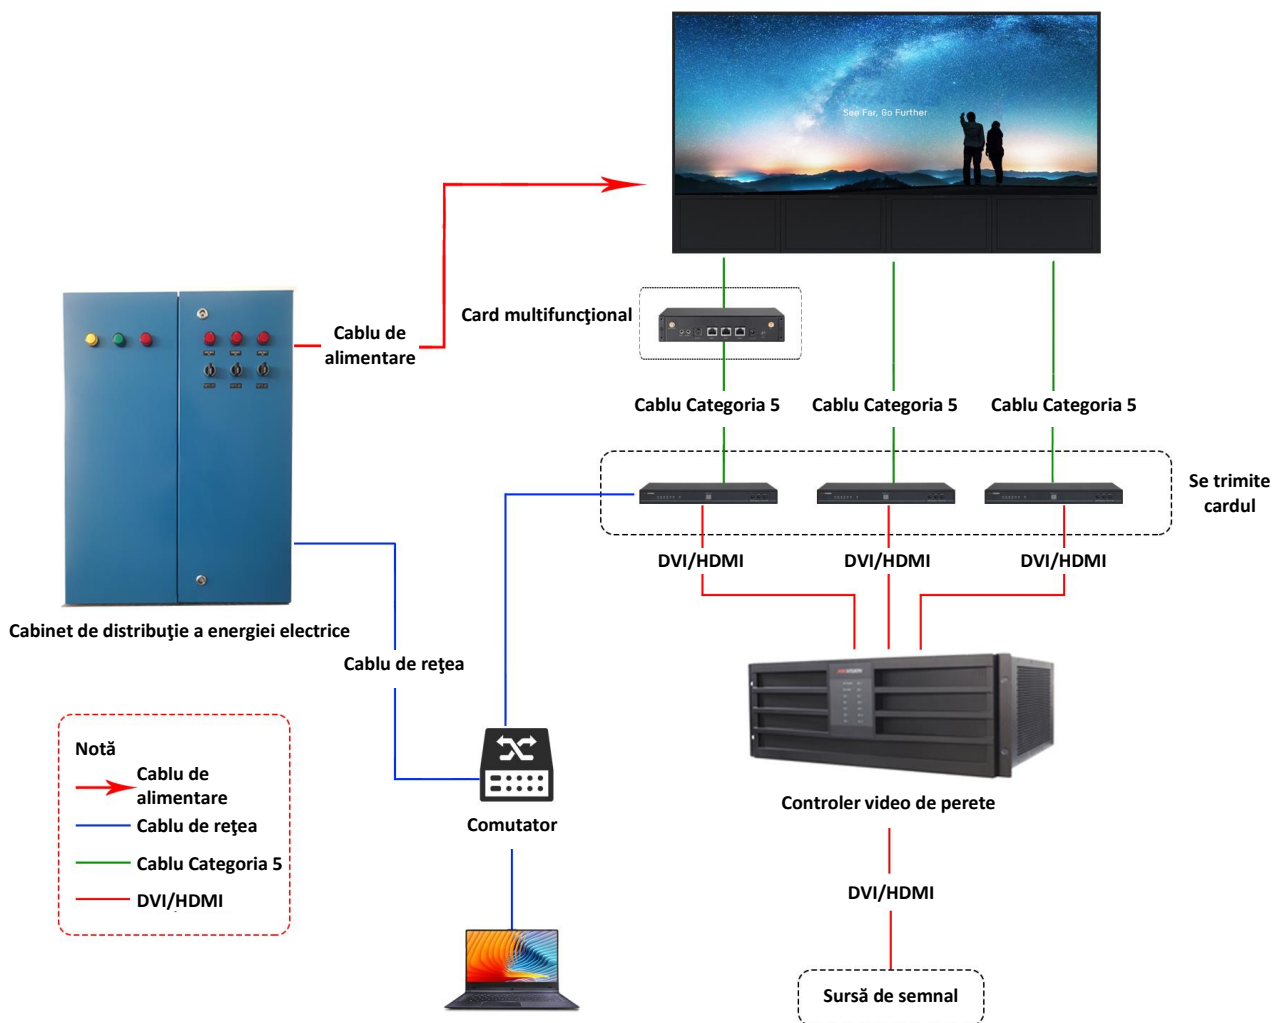 See Far, Go Further
Card multifuncţional
Cablu de
alimentare
Cablu Categoria 5
Cablu Categoria 5
Cablu Categoria 5
Se trimite
cardul
DVI/HDMI
DVI/HDMI
DVI/HDMI
Cabinet de distribuţie a energiei electrice
Cablu de reţea
HIKVISION
Notă
Cablu de
alimentare
Cablu de reţea
Cablu Categoria 5
DVI/HDMI
Comutator
Controler video de perete
DVI/HDMI
Sursă de semnal